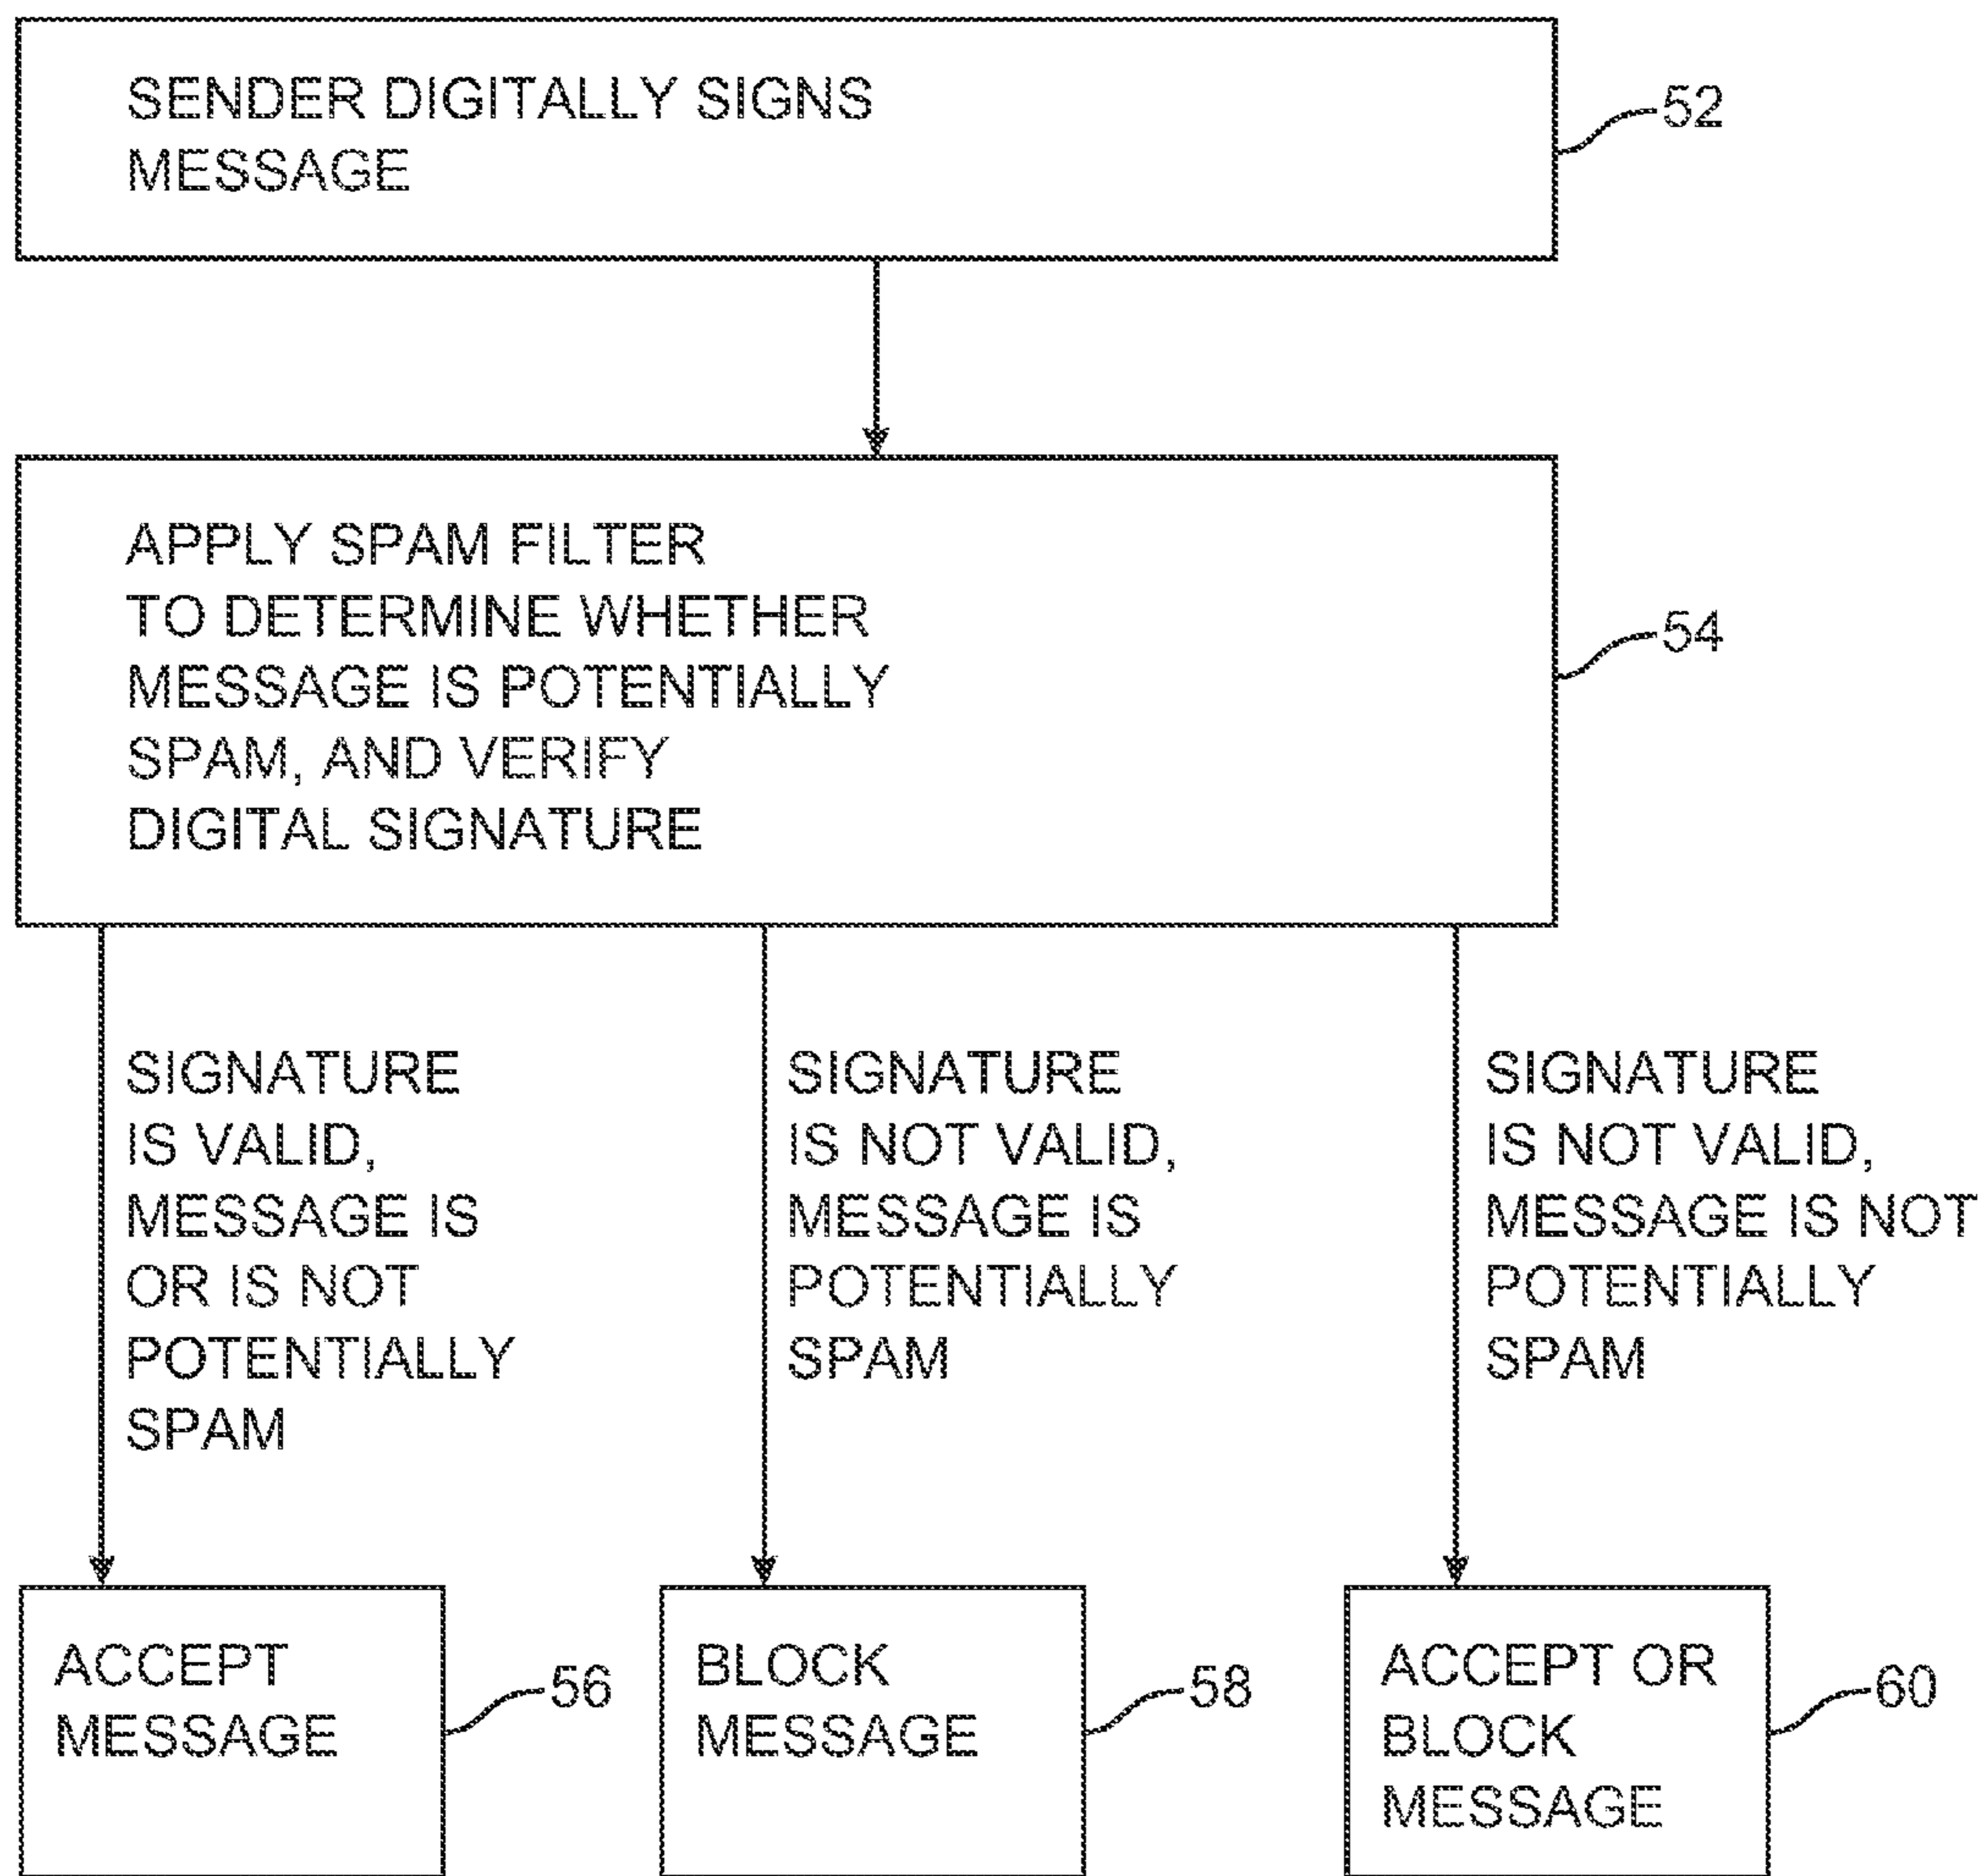 SENDER DIGITALLY SIGNS
MESSAGE
52
APPLY SPAM FILTER
TO DETERMINE WHETHER
MESSAGE IS POTENTIALLY
SPAM, AND VERIFY
DIGITAL SIGNATURE
54
SIGNATURE
IS VALID,
MESSAGE IS
OR IS NOT
POTENTIALLY
SPAM
SIGNATURE
IS NOT VALID,
MESSAGE IS
POTENTIALLY
SPAM
SIGNATURE
IS NOT VALID,
MESSAGE IS NOT
POTENTIALLY
SPAM
ACCEPT
MESSAGE
56
BLOCK
MESSAGE
58
ACCEPT OR
BLOCK
MESSAGE
60